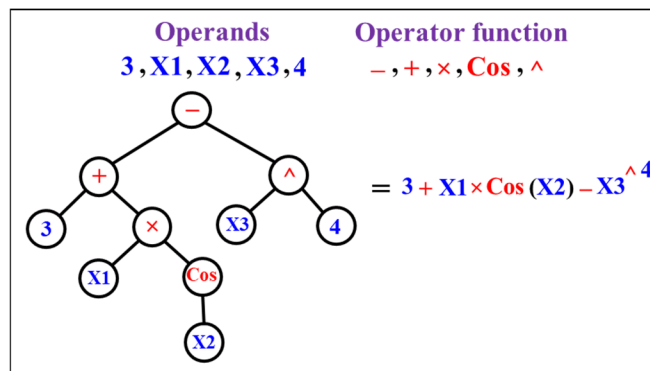 Operands Operator function
3 , X1 , X2 , X3 , 4 − , + , × , Cos , ^
−
+ ^
= 3 + X1 × Cos (X2) − X3^4
3 × X3 4
X1 Cos
X2